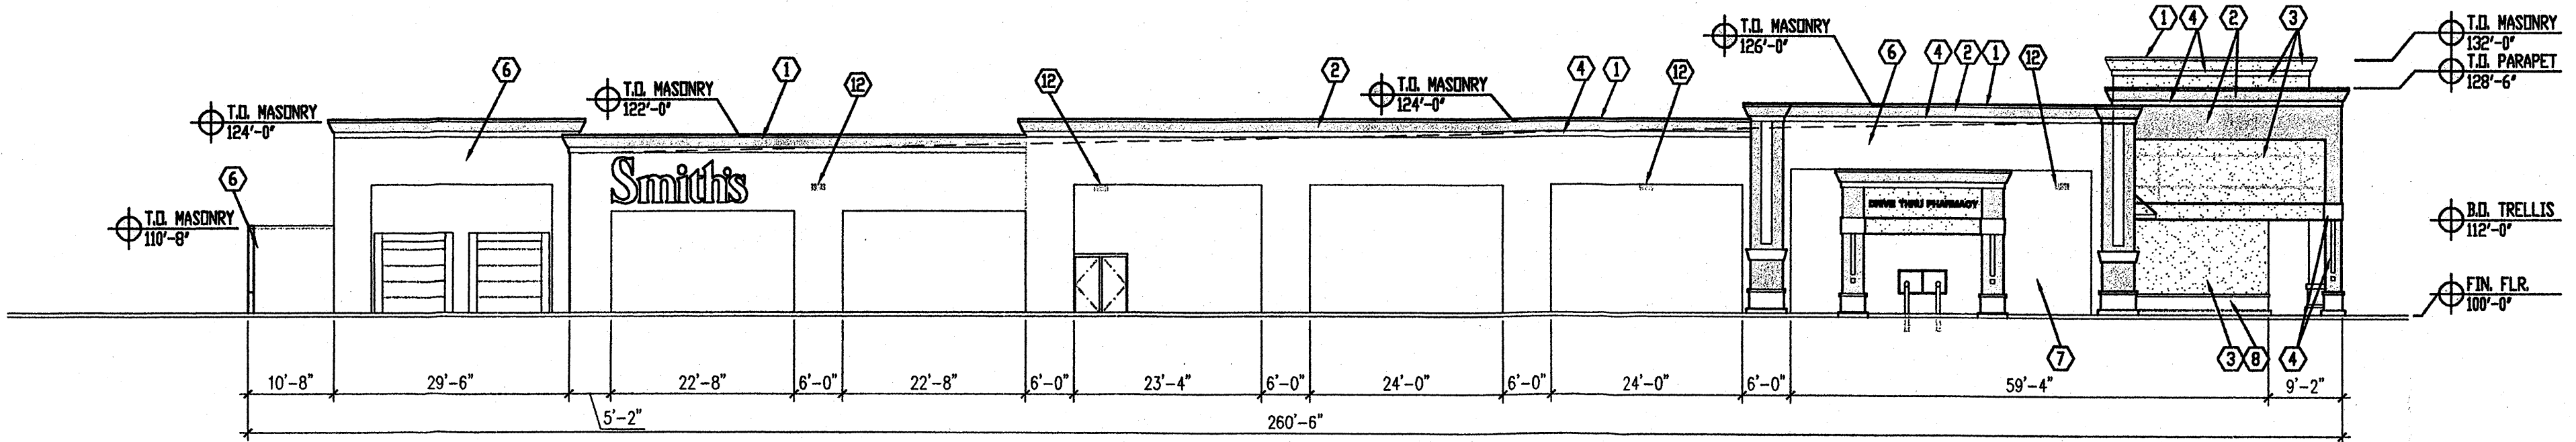 1 4 2 3
T.O. MASONRY
132'-0"
T.O. PARAPET
128'-6"
T.O. MASONRY
126'-0"
6 4 2 1 12
6
T.O. MASONRY
122'-0"
1
12
12
2
T.O. MASONRY
124'-0"
4 1
12
T.O. MASONRY
124'-0"
6
T.O. MASONRY
110'-8"
Smith's
DRIVE THRU PHARMACY
B.O. TRELLIS
112'-0"
FIN. FLR.
100'-0"
7
3 8 4
10'-8" 29'-6" 22'-8" 6'-0" 22'-8" 6'-0" 23'-4" 6'-0" 24'-0" 6'-0" 24'-0" 6'-0" 59'-4" 9'-2"
5'-2"
260'-6"